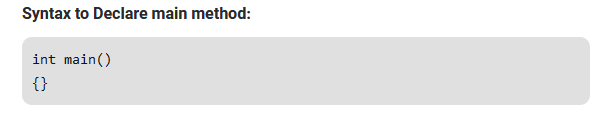 Syntax to Declare main method:
int main()
{}